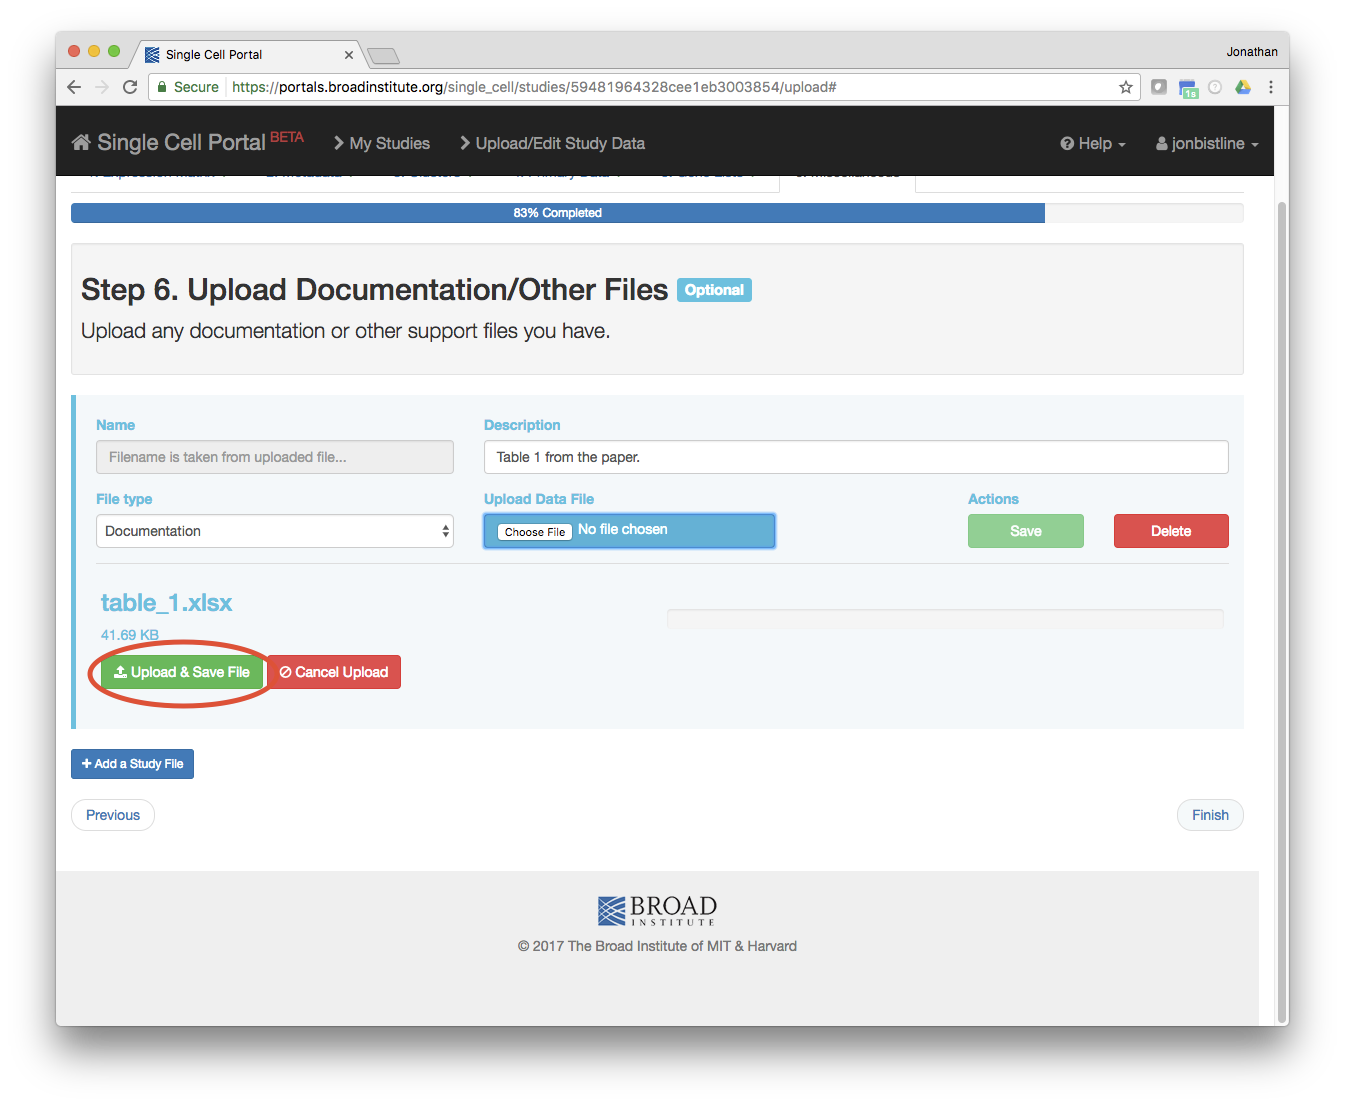 Single Cell Portal
Jonathan
Secure https://portals.broadinstitute.org/single_cell/studies/59481964328cee1eb3003854/upload#
1s
Single Cell Portal BETA My Studies Upload/Edit Study Data Help jonbistline
83% Completed
Step 6. Upload Documentation/Other Files Optional
Upload any documentation or other support files you have.
Name Description
Filename is taken from uploaded file... Table 1 from the paper.
File type Upload Data File Actions
Documentation Choose File No file chosen Save Delete
table_1.xlsx
41.69 KB
Upload & Save File Cancel Upload
+ Add a Study File
Previous Finish
BROAD
INSTITUTE
© 2017 The Broad Institute of MIT & Harvard